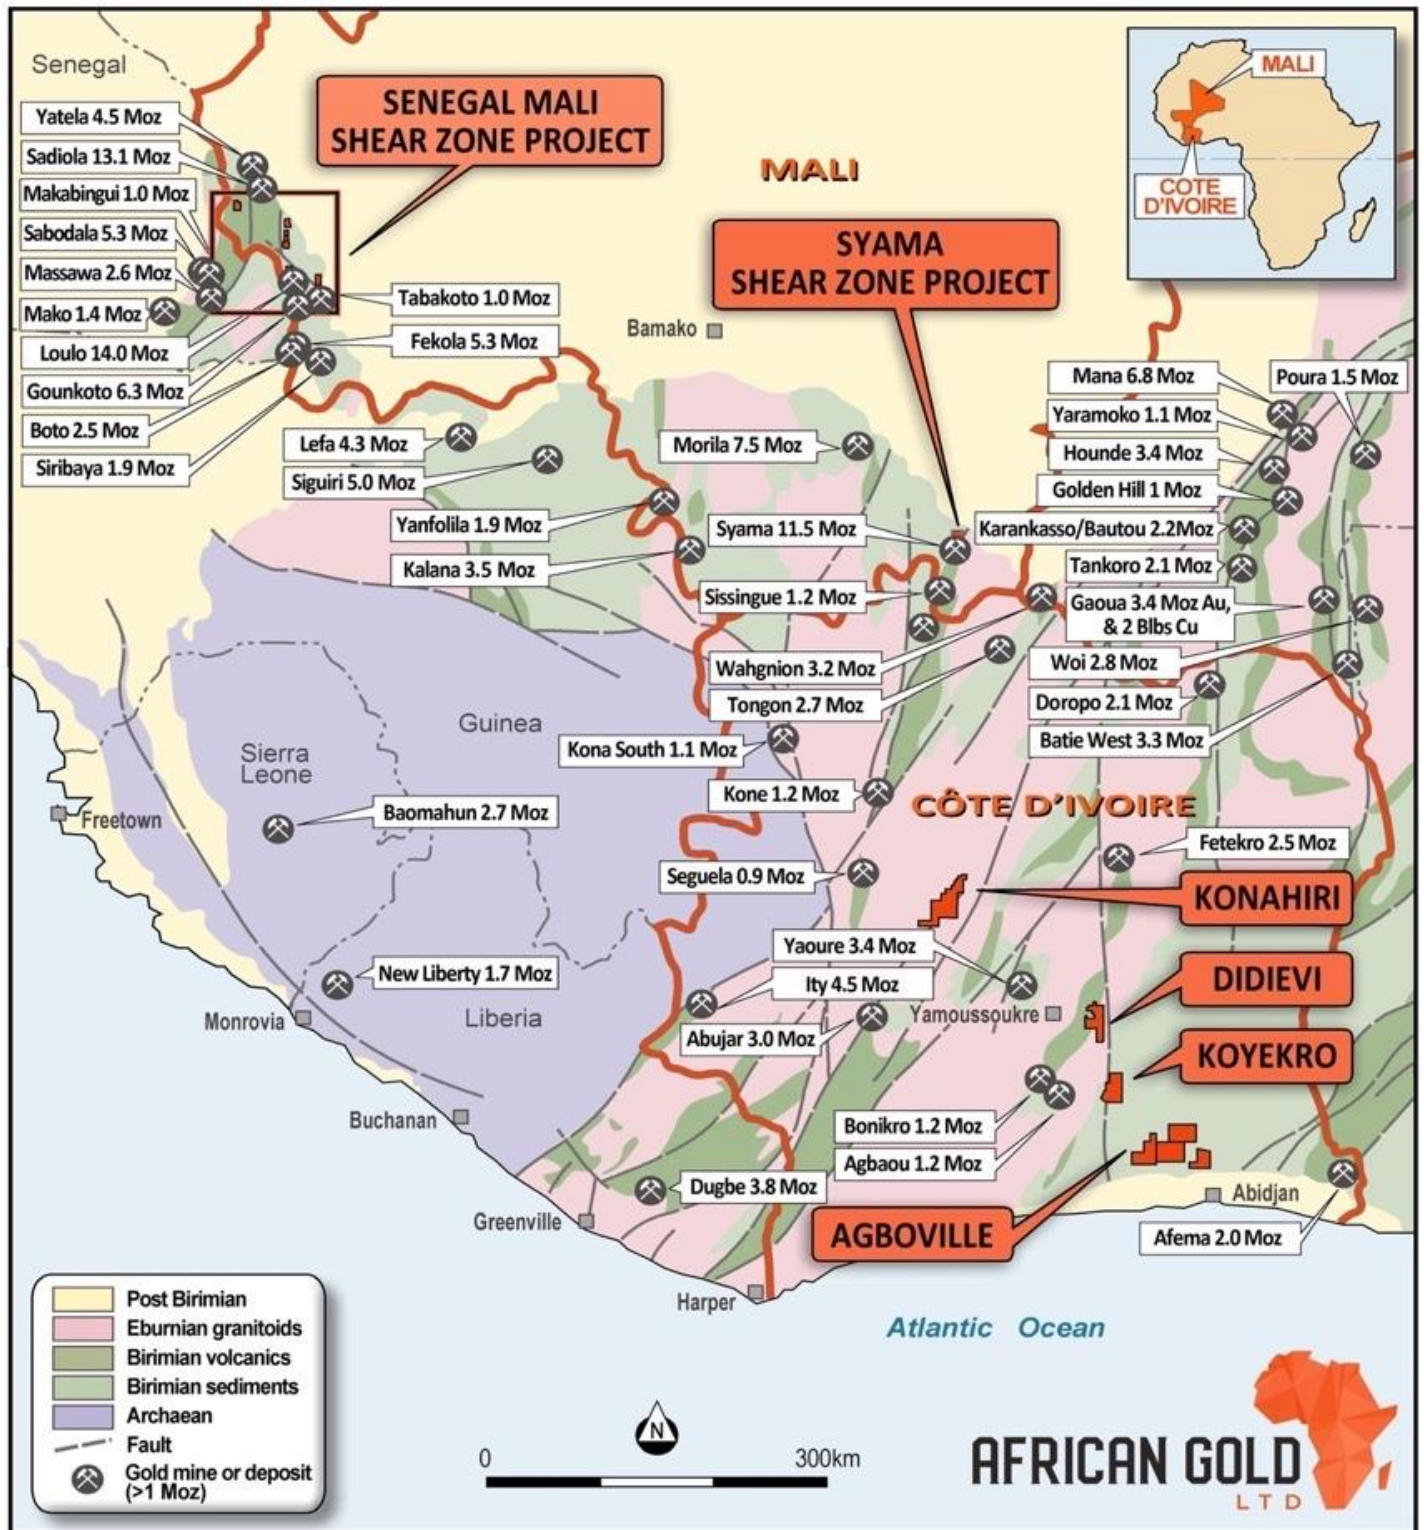 Senegal
Yatela 4.5 Moz
Sadiola 13.1 Moz
Makabingui 1.0 Moz
Sabodala 5.3 Moz
Massawa 2.6 Moz
Mako 1.4 Moz
Loulo 14.0 Moz
Gounkoto 6.3 Moz
Boto 2.5 Moz
Siribaya 1.9 Moz
SENEGAL MALI
SHEAR ZONE PROJECT
Tabakoto 1.0 Moz
Fekola 5.3 Moz
MALI
SYAMA
SHEAR ZONE PROJECT
Bamako
MALI
COTE
D'IVOIRE
Lefa 4.3 Moz
Siguiri 5.0 Moz
Yanfolila 1.9 Moz
Kalana 3.5 Moz
Morila 7.5 Moz
Syama 11.5 Moz
Sissingue 1.2 Moz
Wahgnion 3.2 Moz
Tongon 2.7 Moz
Mana 6.8 Moz
Poura 1.5 Moz
Yaramoko 1.1 Moz
Hounde 3.4 Moz
Golden Hill 1 Moz
Karankasso/Bautou 2.2Moz
Tankoro 2.1 Moz
Gaoua 3.4 Moz Au,
& 2 Blbs Cu
Woi 2.8 Moz
Doropo 2.1 Moz
Batie West 3.3 Moz
Guinea
Sierra
Leone
Freetown
Baomahun 2.7 Moz
Kona South 1.1 Moz
Kone 1.2 Moz
CÔTE D'IVOIRE
Fetekro 2.5 Moz
Seguela 0.9 Moz
KONAHIRI
New Liberty 1.7 Moz
Monrovia
Liberia
Yaoure 3.4 Moz
Ity 4.5 Moz
Abujar 3.0 Moz
Yamoussoukre
DIDIEVI
KOYEKRO
Buchanan
Bonikro 1.2 Moz
Agbaou 1.2 Moz
Dugbe 3.8 Moz
Greenville
AGBOVILLE
Abidjan
Afema 2.0 Moz
Harper
Atlantic Ocean
Post Birimian
Eburnian granitoids
Birimian volcanics
Birimian sediments
Archaean
Fault
Gold mine or deposit
(>1 Moz)
N
0 300km
AFRICAN GOLD
LTD